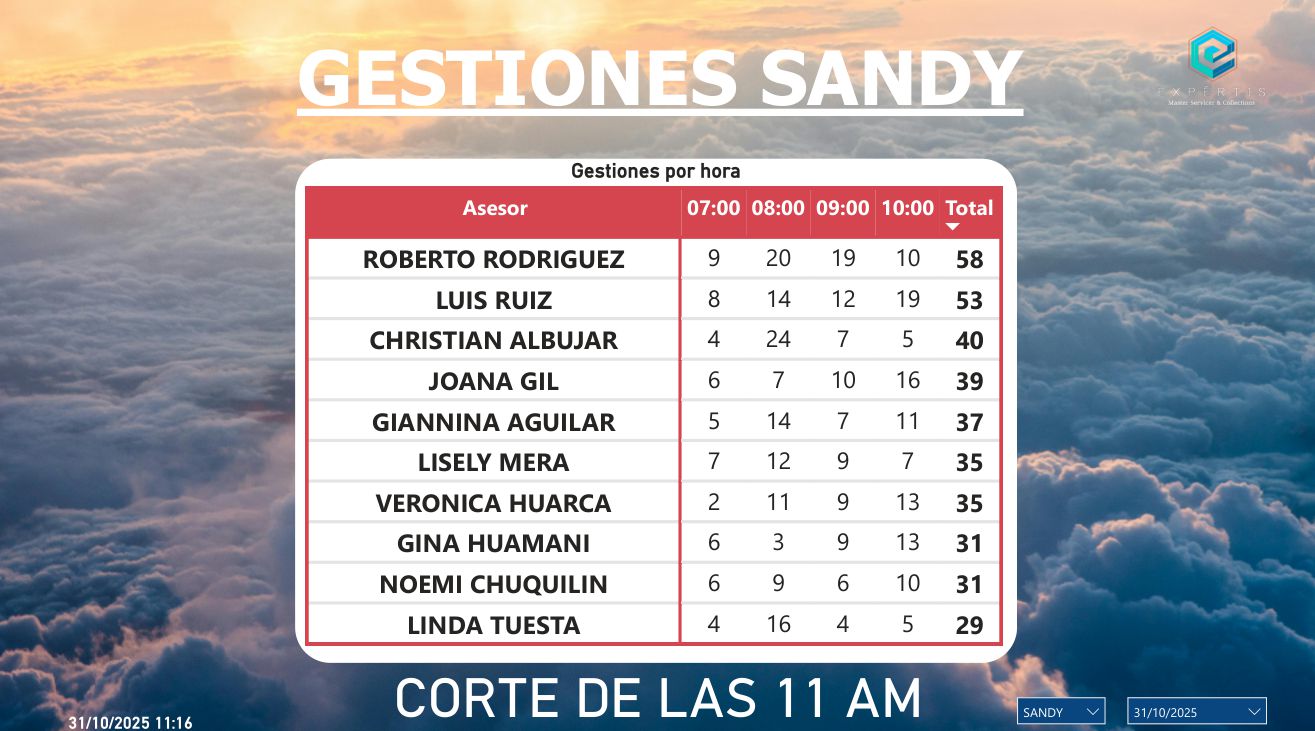 GESTIONES SANDY
EXPERTIS
Master Servicer & Collections
Gestiones por hora
Asesor 07:00 08:00 09:00 10:00 Total
ROBERTO RODRIGUEZ 9 20 19 10 58
LUIS RUIZ 8 14 12 19 53
CHRISTIAN ALBUJAR 4 24 7 5 40
JOANA GIL 6 7 10 16 39
GIANNINA AGUILAR 5 14 7 11 37
LISELY MERA 7 12 9 7 35
VERONICA HUARCA 2 11 9 13 35
GINA HUAMANI 6 3 9 13 31
NOEMI CHUQUILIN 6 9 6 10 31
LINDA TUESTA 4 16 4 5 29
CORTE DE LAS 11 AM
31/10/2025 11:16
SANDY
31/10/2025